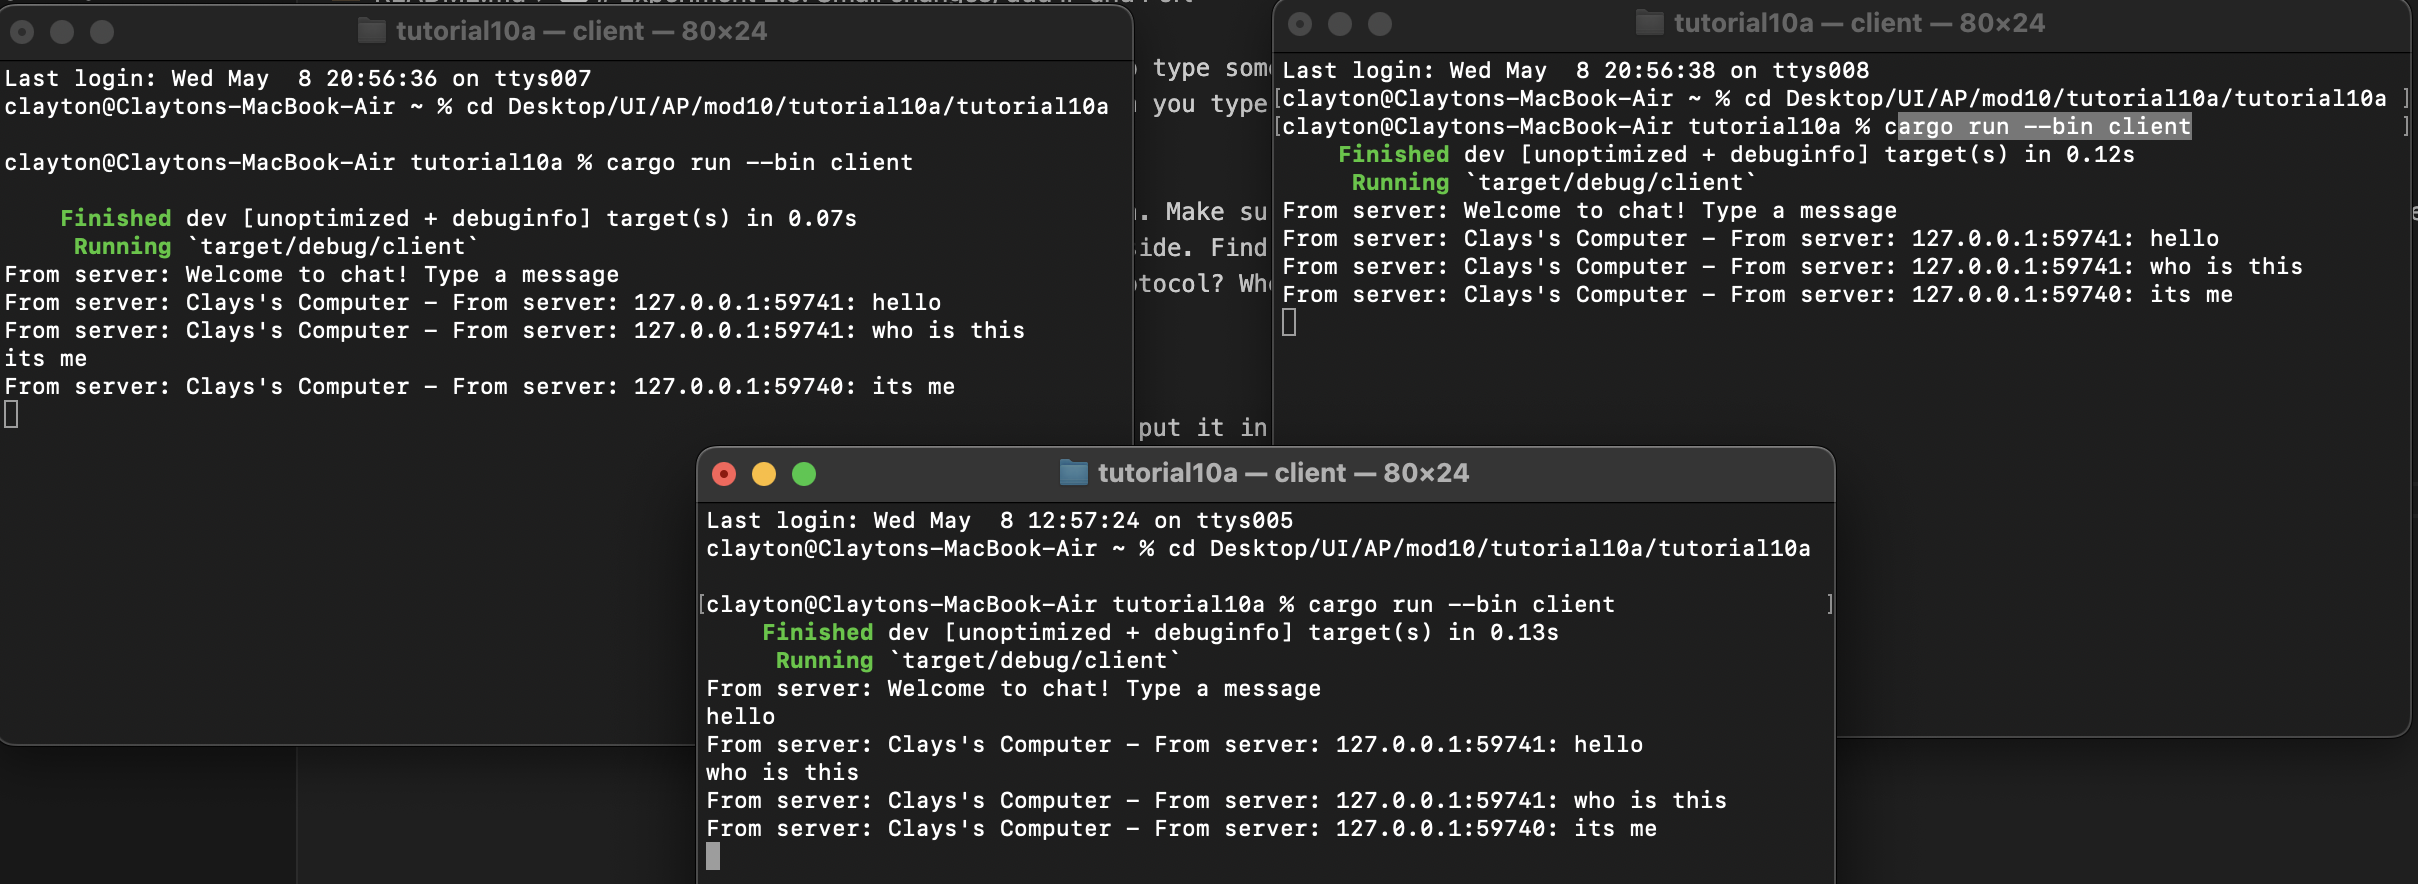 README.md
# Experiment 2.3: Small changes, add IP and Port
tutorial10a — client — 80×24
Last login: Wed May  8 20:56:36 on ttys007
clayton@Claytons-MacBook-Air ~ % cd Desktop/UI/AP/mod10/tutorial10a/tutorial10a
clayton@Claytons-MacBook-Air tutorial10a % cargo run --bin client
Finished dev [unoptimized + debuginfo] target(s) in 0.07s
Running `target/debug/client`
From server: Welcome to chat! Type a message
From server: Clays's Computer - From server: 127.0.0.1:59741: hello
From server: Clays's Computer - From server: 127.0.0.1:59741: who is this
its me
From server: Clays's Computer - From server: 127.0.0.1:59740: its me
type som
you type
. Make su
ide. Find
tocol? Wh
put it in
tutorial10a — client — 80×24
Last login: Wed May  8 20:56:38 on ttys008
[clayton@Claytons-MacBook-Air ~ % cd Desktop/UI/AP/mod10/tutorial10a/tutorial10a ]
[clayton@Claytons-MacBook-Air tutorial10a % cargo run --bin client ]
Finished dev [unoptimized + debuginfo] target(s) in 0.12s
Running `target/debug/client`
From server: Welcome to chat! Type a message
From server: Clays's Computer - From server: 127.0.0.1:59741: hello
From server: Clays's Computer - From server: 127.0.0.1:59741: who is this
From server: Clays's Computer - From server: 127.0.0.1:59740: its me
tutorial10a — client — 80×24
Last login: Wed May  8 12:57:24 on ttys005
clayton@Claytons-MacBook-Air ~ % cd Desktop/UI/AP/mod10/tutorial10a/tutorial10a
[clayton@Claytons-MacBook-Air tutorial10a % cargo run --bin client ]
Finished dev [unoptimized + debuginfo] target(s) in 0.13s
Running `target/debug/client`
From server: Welcome to chat! Type a message
hello
From server: Clays's Computer - From server: 127.0.0.1:59741: hello
who is this
From server: Clays's Computer - From server: 127.0.0.1:59741: who is this
From server: Clays's Computer - From server: 127.0.0.1:59740: its me